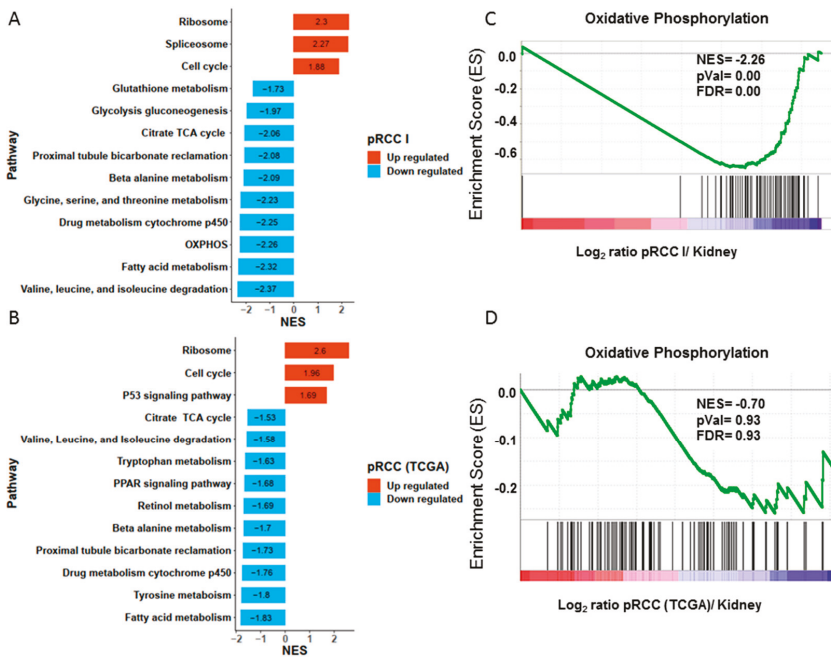 A
Ribosome
2.3
Spliceosome
2.27
Cell cycle
1.88
Glutathione metabolism
−1.73
Glycolysis gluconeogenesis
−1.97
Citrate TCA cycle
−2.06
Proximal tubule bicarbonate reclamation
−2.08
Beta alanine metabolism
−2.09
Glycine, serine, and threonine metabolism
−2.23
Drug metabolism cytochrome p450
−2.25
OXPHOS
−2.26
Fatty acid metabolism
−2.32
Valine, leucine, and isoleucine degradation
−2.37
Pathway
−2 −1 0 1 2
NES
pRCC I
Up regulated
Down regulated
B
Ribosome
2.6
Cell cycle
1.96
P53 signaling pathway
1.69
Citrate TCA cycle
−1.53
Valine, Leucine, and Isoleucine degradation
−1.58
Tryptophan metabolism
−1.63
PPAR signaling pathway
−1.68
Retinol metabolism
−1.69
Beta alanine metabolism
−1.7
Proximal tubule bicarbonate reclamation
−1.73
Drug metabolism cytochrome p450
−1.76
Tyrosine metaboism
−1.8
Fatty acid metabolism
−1.83
Pathway
−2 −1 0 1 2
NES
pRCC (TCGA)
Up regulated
Down regulated
C
Oxidative Phosphorylation
Enrichment Score (ES)
0.0
-0.2
-0.4
-0.6
NES= -2.26
pVal= 0.00
FDR= 0.00
Log2 ratio pRCC I/ Kidney
D
Oxidative Phosphorylation
Enrichment Score (ES)
0.0
-0.1
-0.2
NES= -0.70
pVal= 0.93
FDR= 0.93
Log2 ratio pRCC (TCGA)/ Kidney